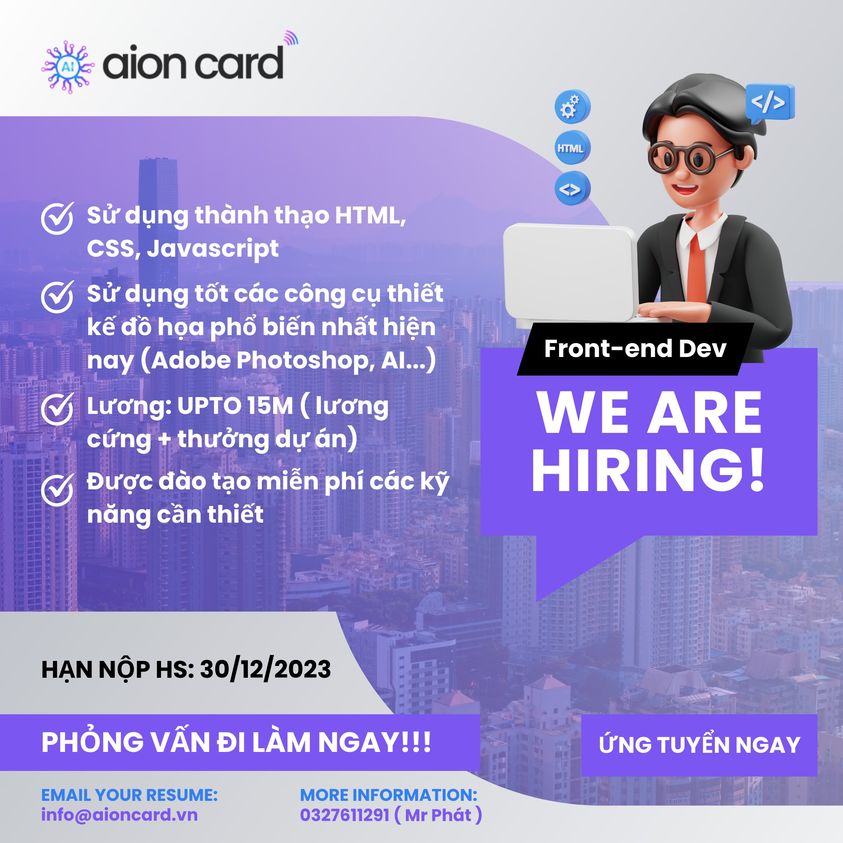 AI
aion card
</>
HTML
<>
Sử dụng thành thạo HTML,
CSS, Javascript
Sử dụng tốt các công cụ thiết
kế đồ họa phổ biến nhất hiện
nay (Adobe Photoshop, AI...)
Lương: UPTO 15M ( lương
cứng + thưởng dự án)
Được đào tạo miễn phí các kỹ
năng cần thiết
Front-end Dev
WE ARE
HIRING!
HẠN NỘP HS: 30/12/2023
PHỎNG VẤN ĐI LÀM NGAY!!!
ỨNG TUYỂN NGAY
EMAIL YOUR RESUME:
info@aioncard.vn
MORE INFORMATION:
0327611291 ( Mr Phát )